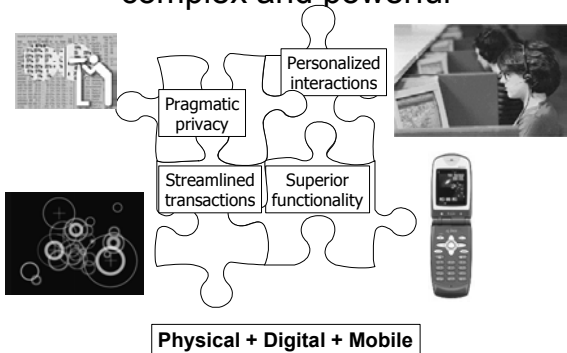 complex and powerful
Personalized
interactions
Pragmatic
privacy
Streamlined
transactions
Superior
functionality
Physical + Digital + Mobile